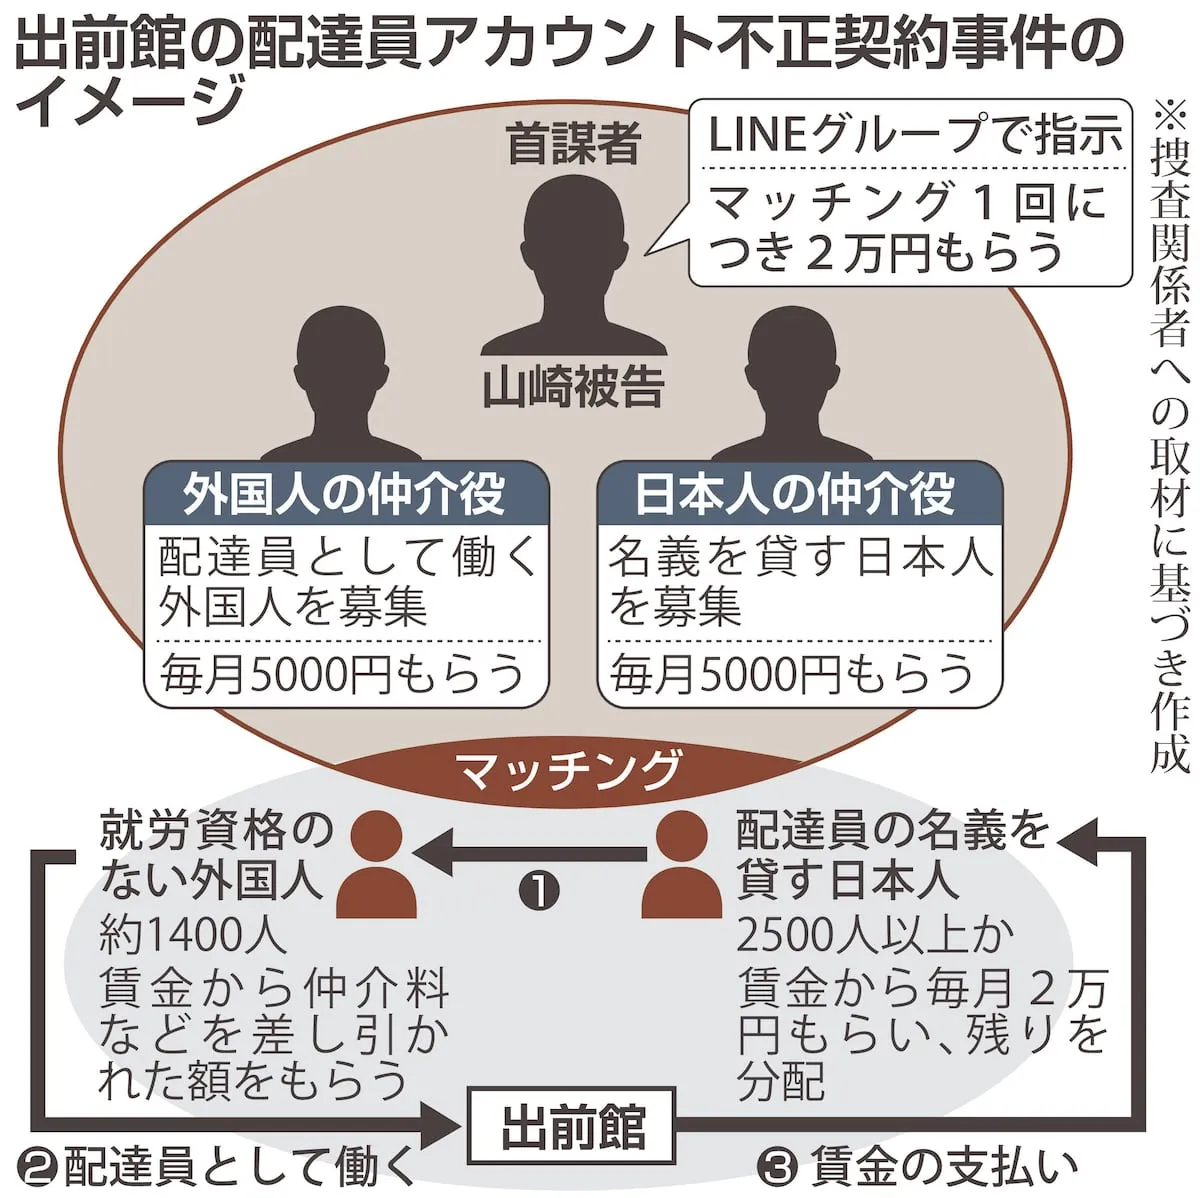 出前館の配達員アカウント不正契約事件の
イメージ
※捜査関係者への取材に基づき作成
首謀者
LINEグループで指示
マッチング１回に
つき２万円もらう
山崎被告
外国人の仲介役
配達員として働く
外国人を募集
毎月5000円もらう
日本人の仲介役
名義を貸す日本人
を募集
毎月5000円もらう
マッチング
就労資格の
ない外国人
約1400人
賃金から仲介料
などを差し引か
れた額をもらう
❶
配達員の名義を
貸す日本人
2500人以上か
賃金から毎月２万
円もらい、残りを
分配
出前館
❷配達員として働く
❸賃金の支払い